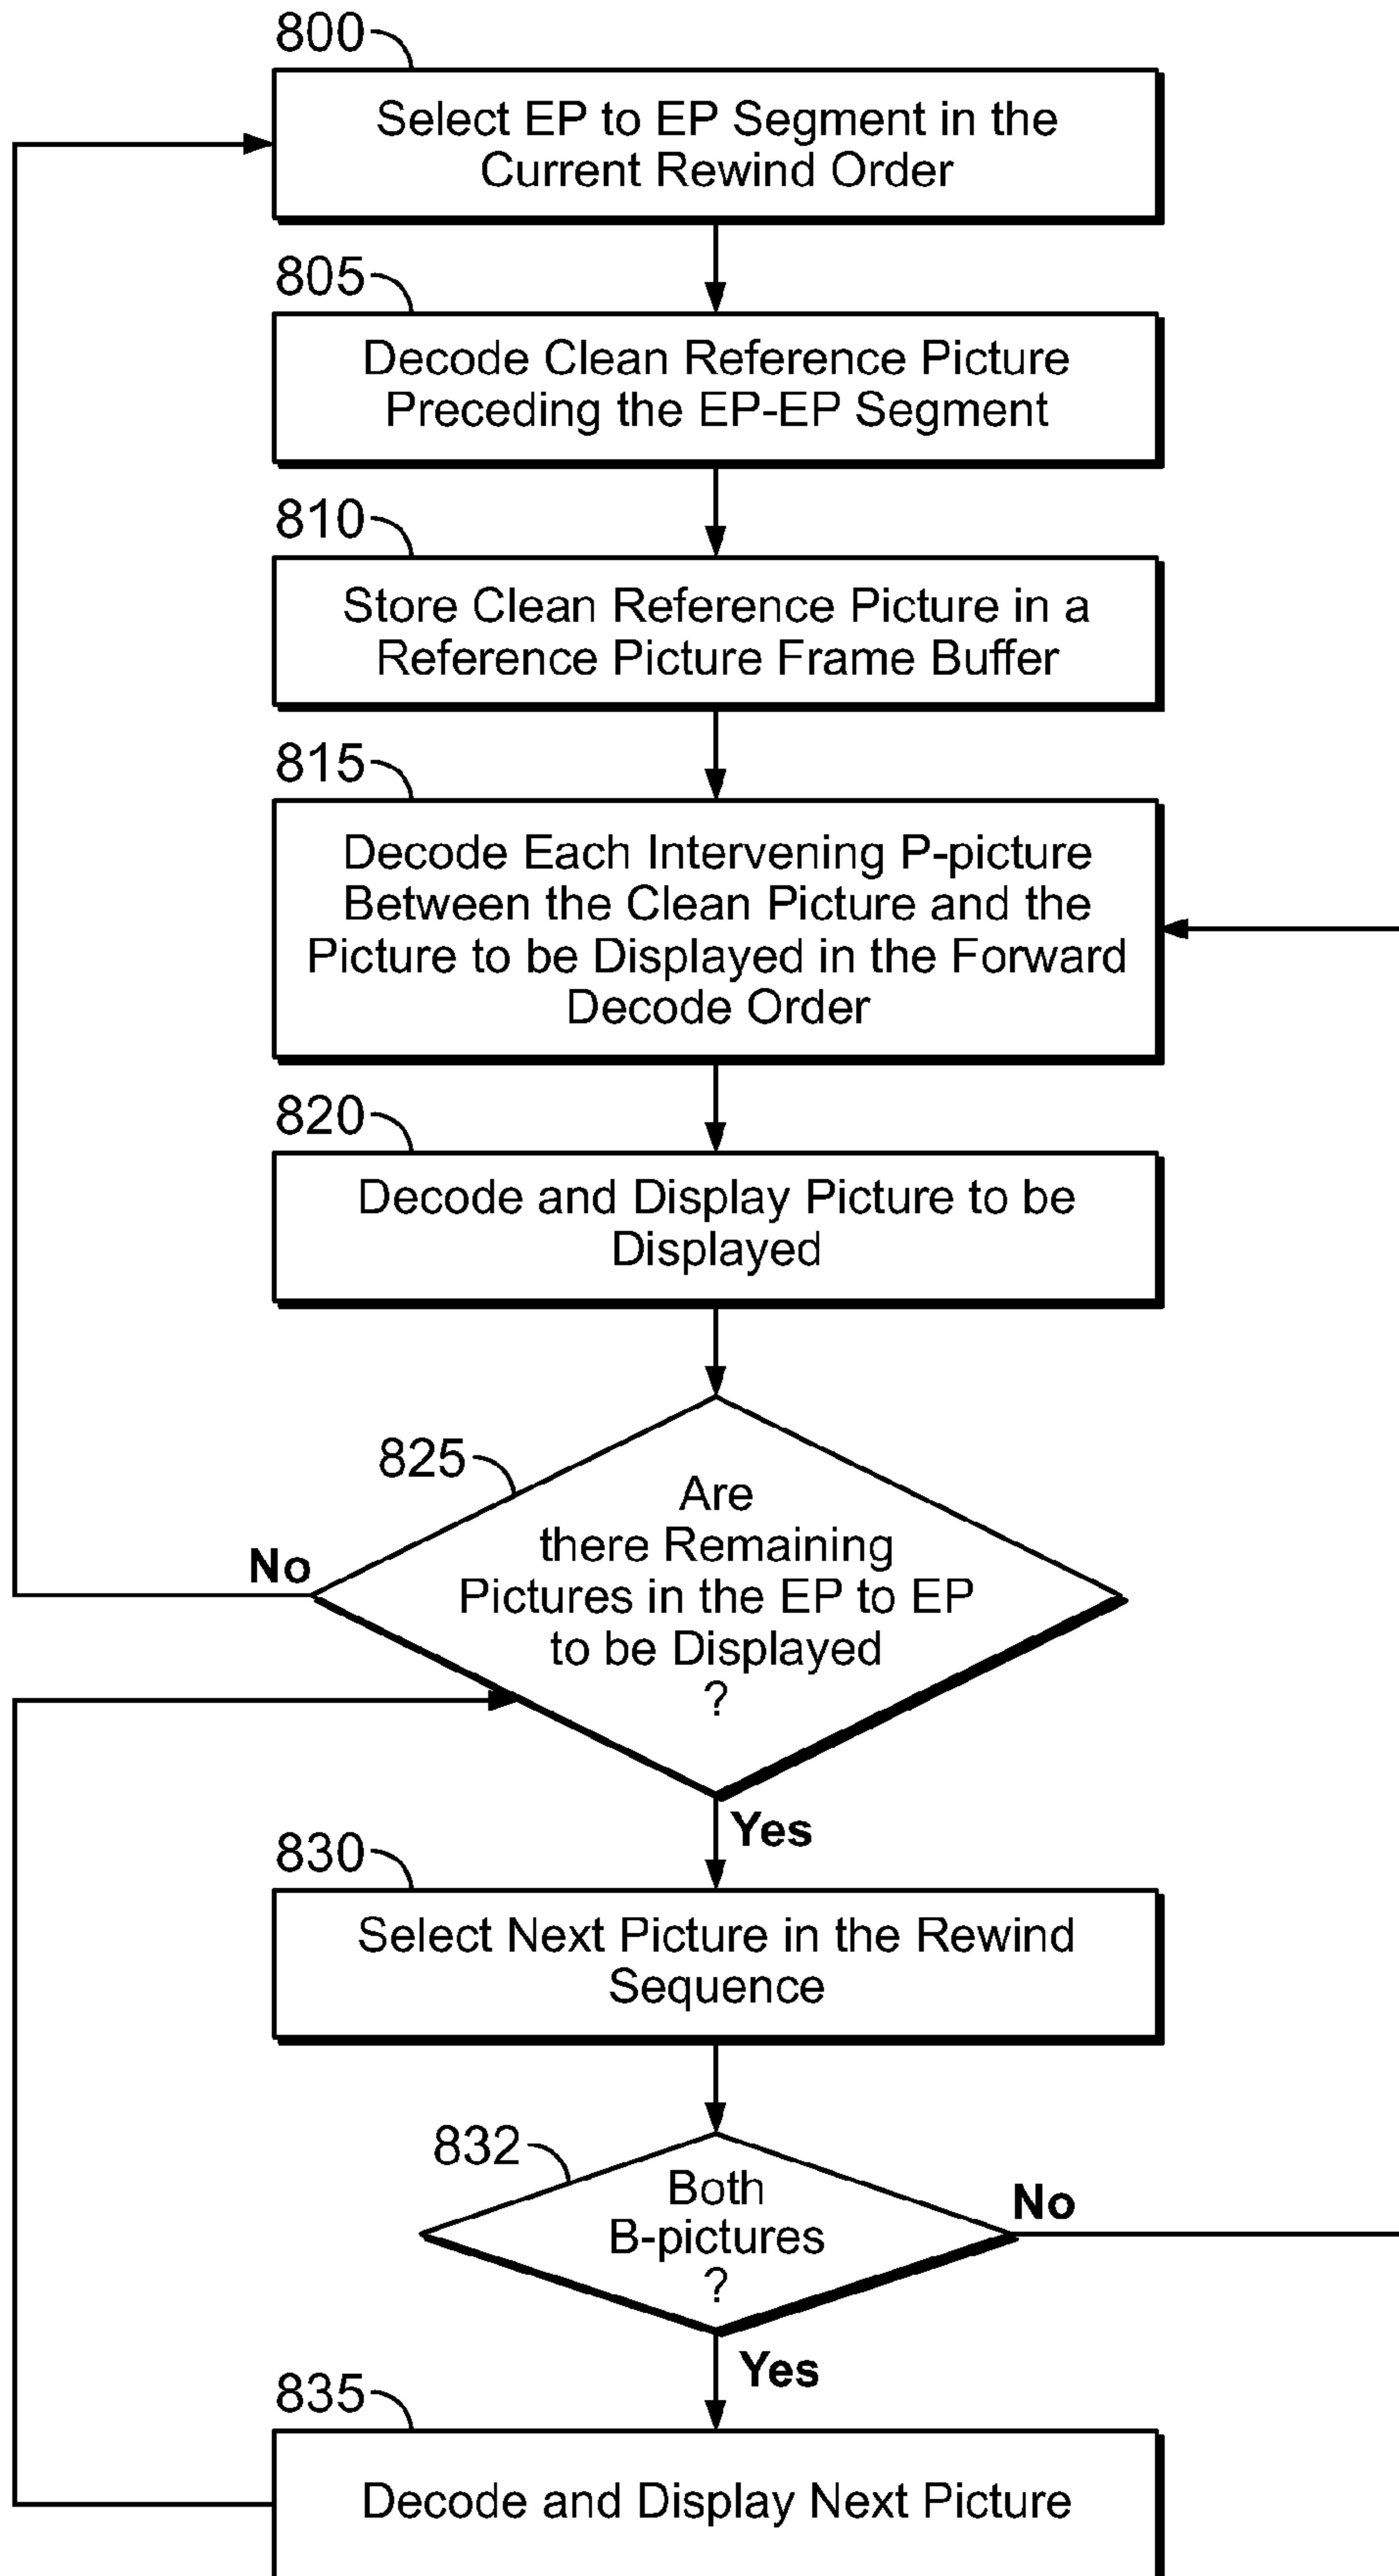 800
Select EP to EP Segment in the
Current Rewind Order
805
Decode Clean Reference Picture
Preceding the EP-EP Segment
810
Store Clean Reference Picture in a
Reference Picture Frame Buffer
815
Decode Each Intervening P-picture
Between the Clean Picture and the
Picture to be Displayed in the Forward
Decode Order
820
Decode and Display Picture to be
Displayed
825
Are
there Remaining
Pictures in the EP to EP
to be Displayed
?
No
Yes
830
Select Next Picture in the Rewind
Sequence
832
Both
B-pictures
?
No
Yes
835
Decode and Display Next Picture